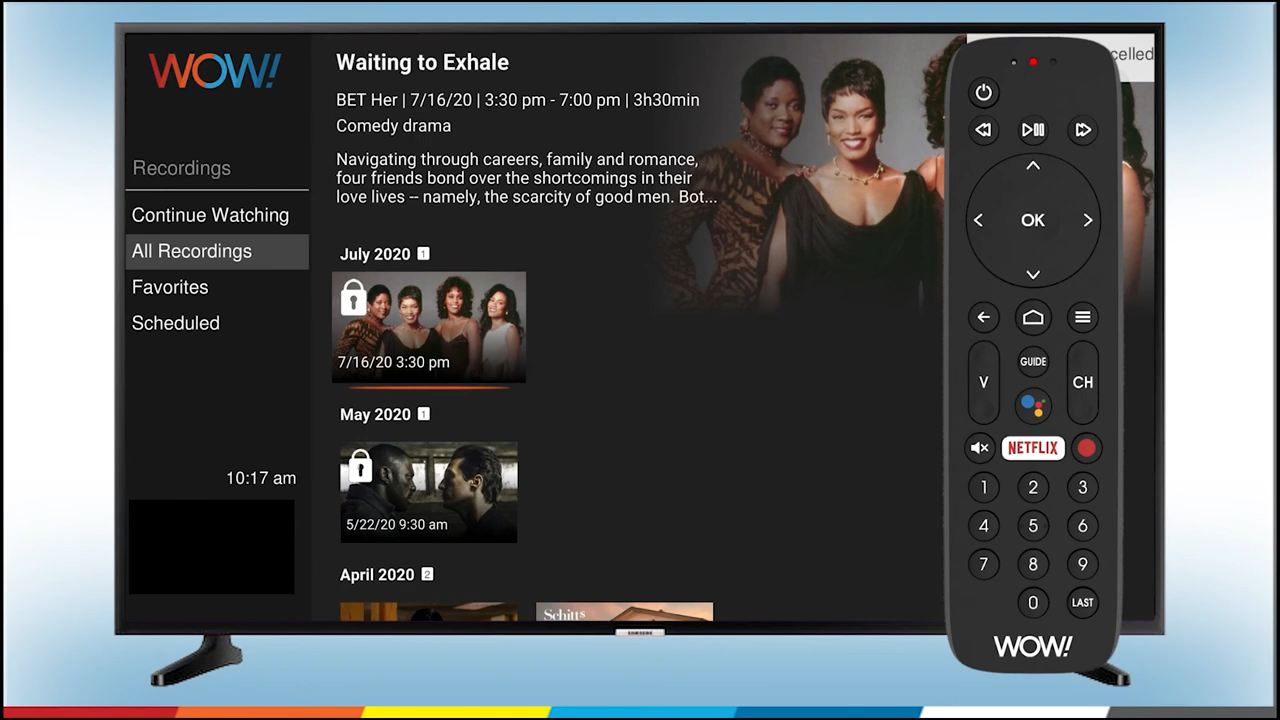 WOW!
Recordings
Continue Watching
All Recordings
Favorites
Scheduled
10:17 am
Waiting to Exhale
BET Her | 7/16/20 | 3:30 pm - 7:00 pm | 3h30min
Comedy drama
Navigating through careers, family and romance,
four friends bond over the shortcomings in their
love lives -- namely, the scarcity of good men. Bot...
July 2020 1
7/16/20 3:30 pm
May 2020 1
5/22/20 9:30 am
April 2020 2
Schitt's
SAMSUNG
celled
OK
GUIDE
V
CH
NETFLIX
1 2 3
4 5 6
7 8 9
0 LAST
WOW!